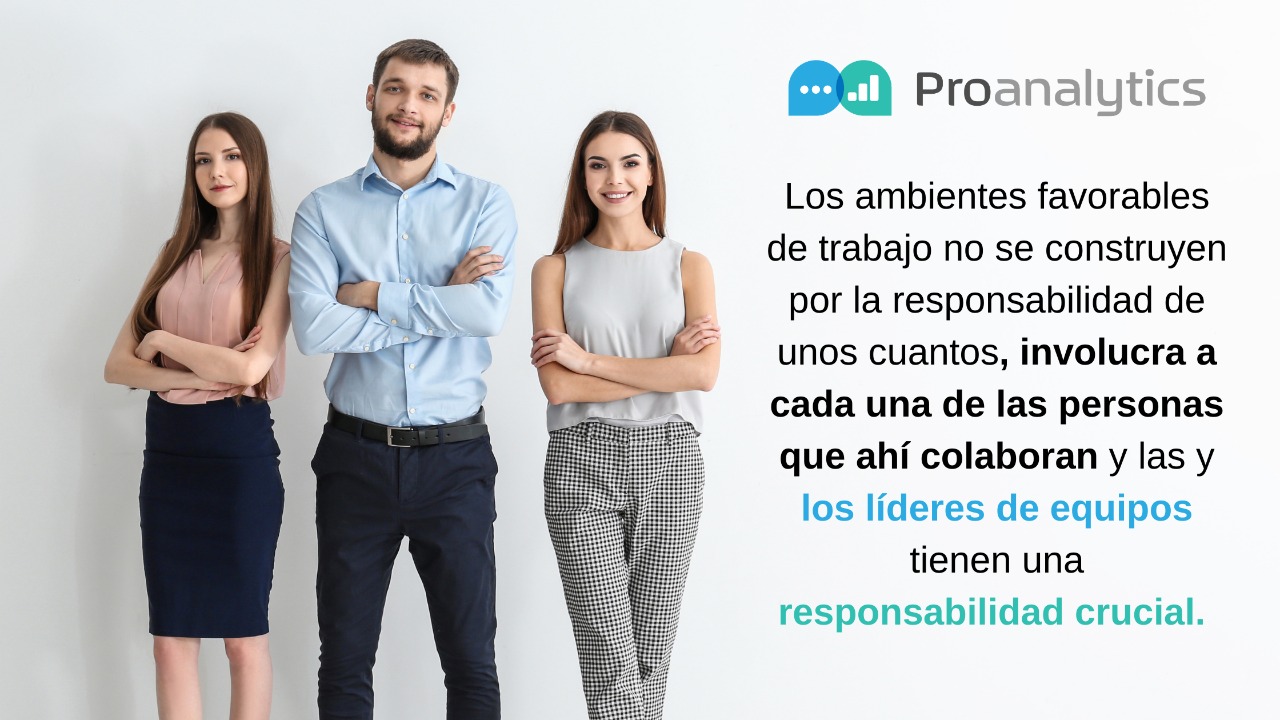 Proanalytics
Los ambientes favorables
de trabajo no se construyen
por la responsabilidad de
unos cuantos, involucra a
cada una de las personas
que ahí colaboran y las y
los líderes de equipos
tienen una
responsabilidad crucial.